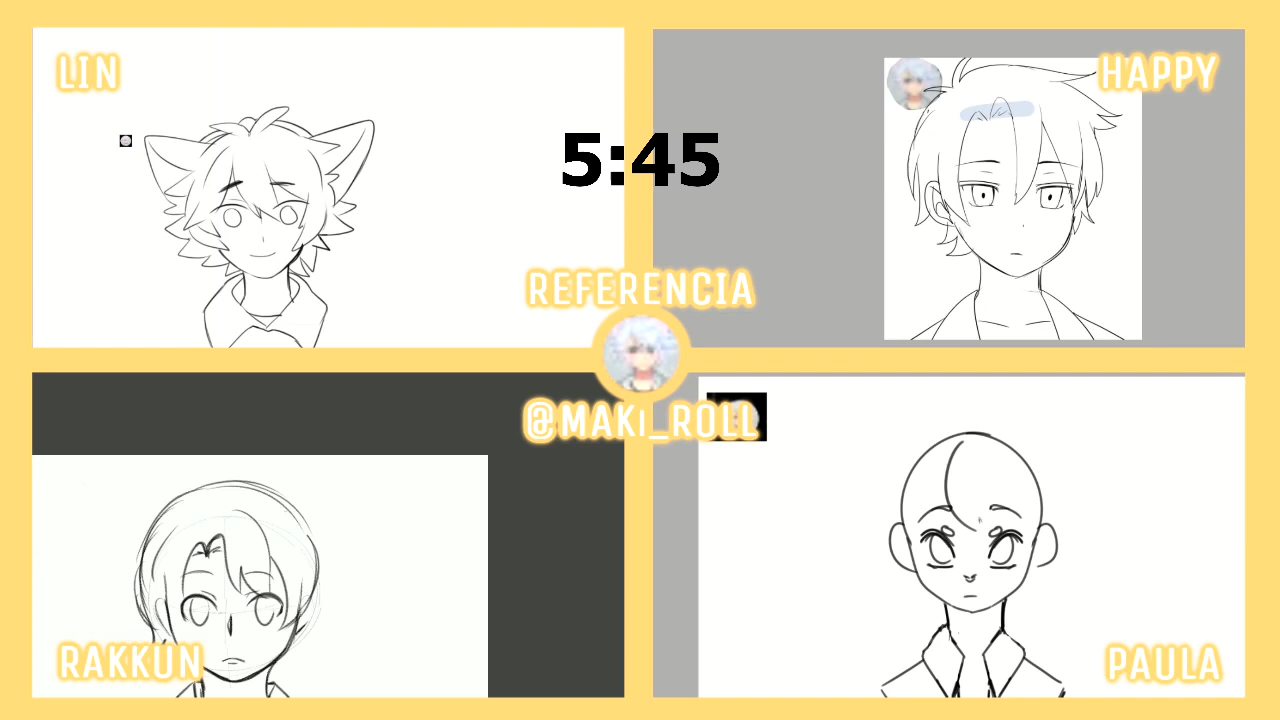 LIN
HAPPY
5:45
REFERENCIA
@MAKI_ROLL
RAKKUN
PAULA